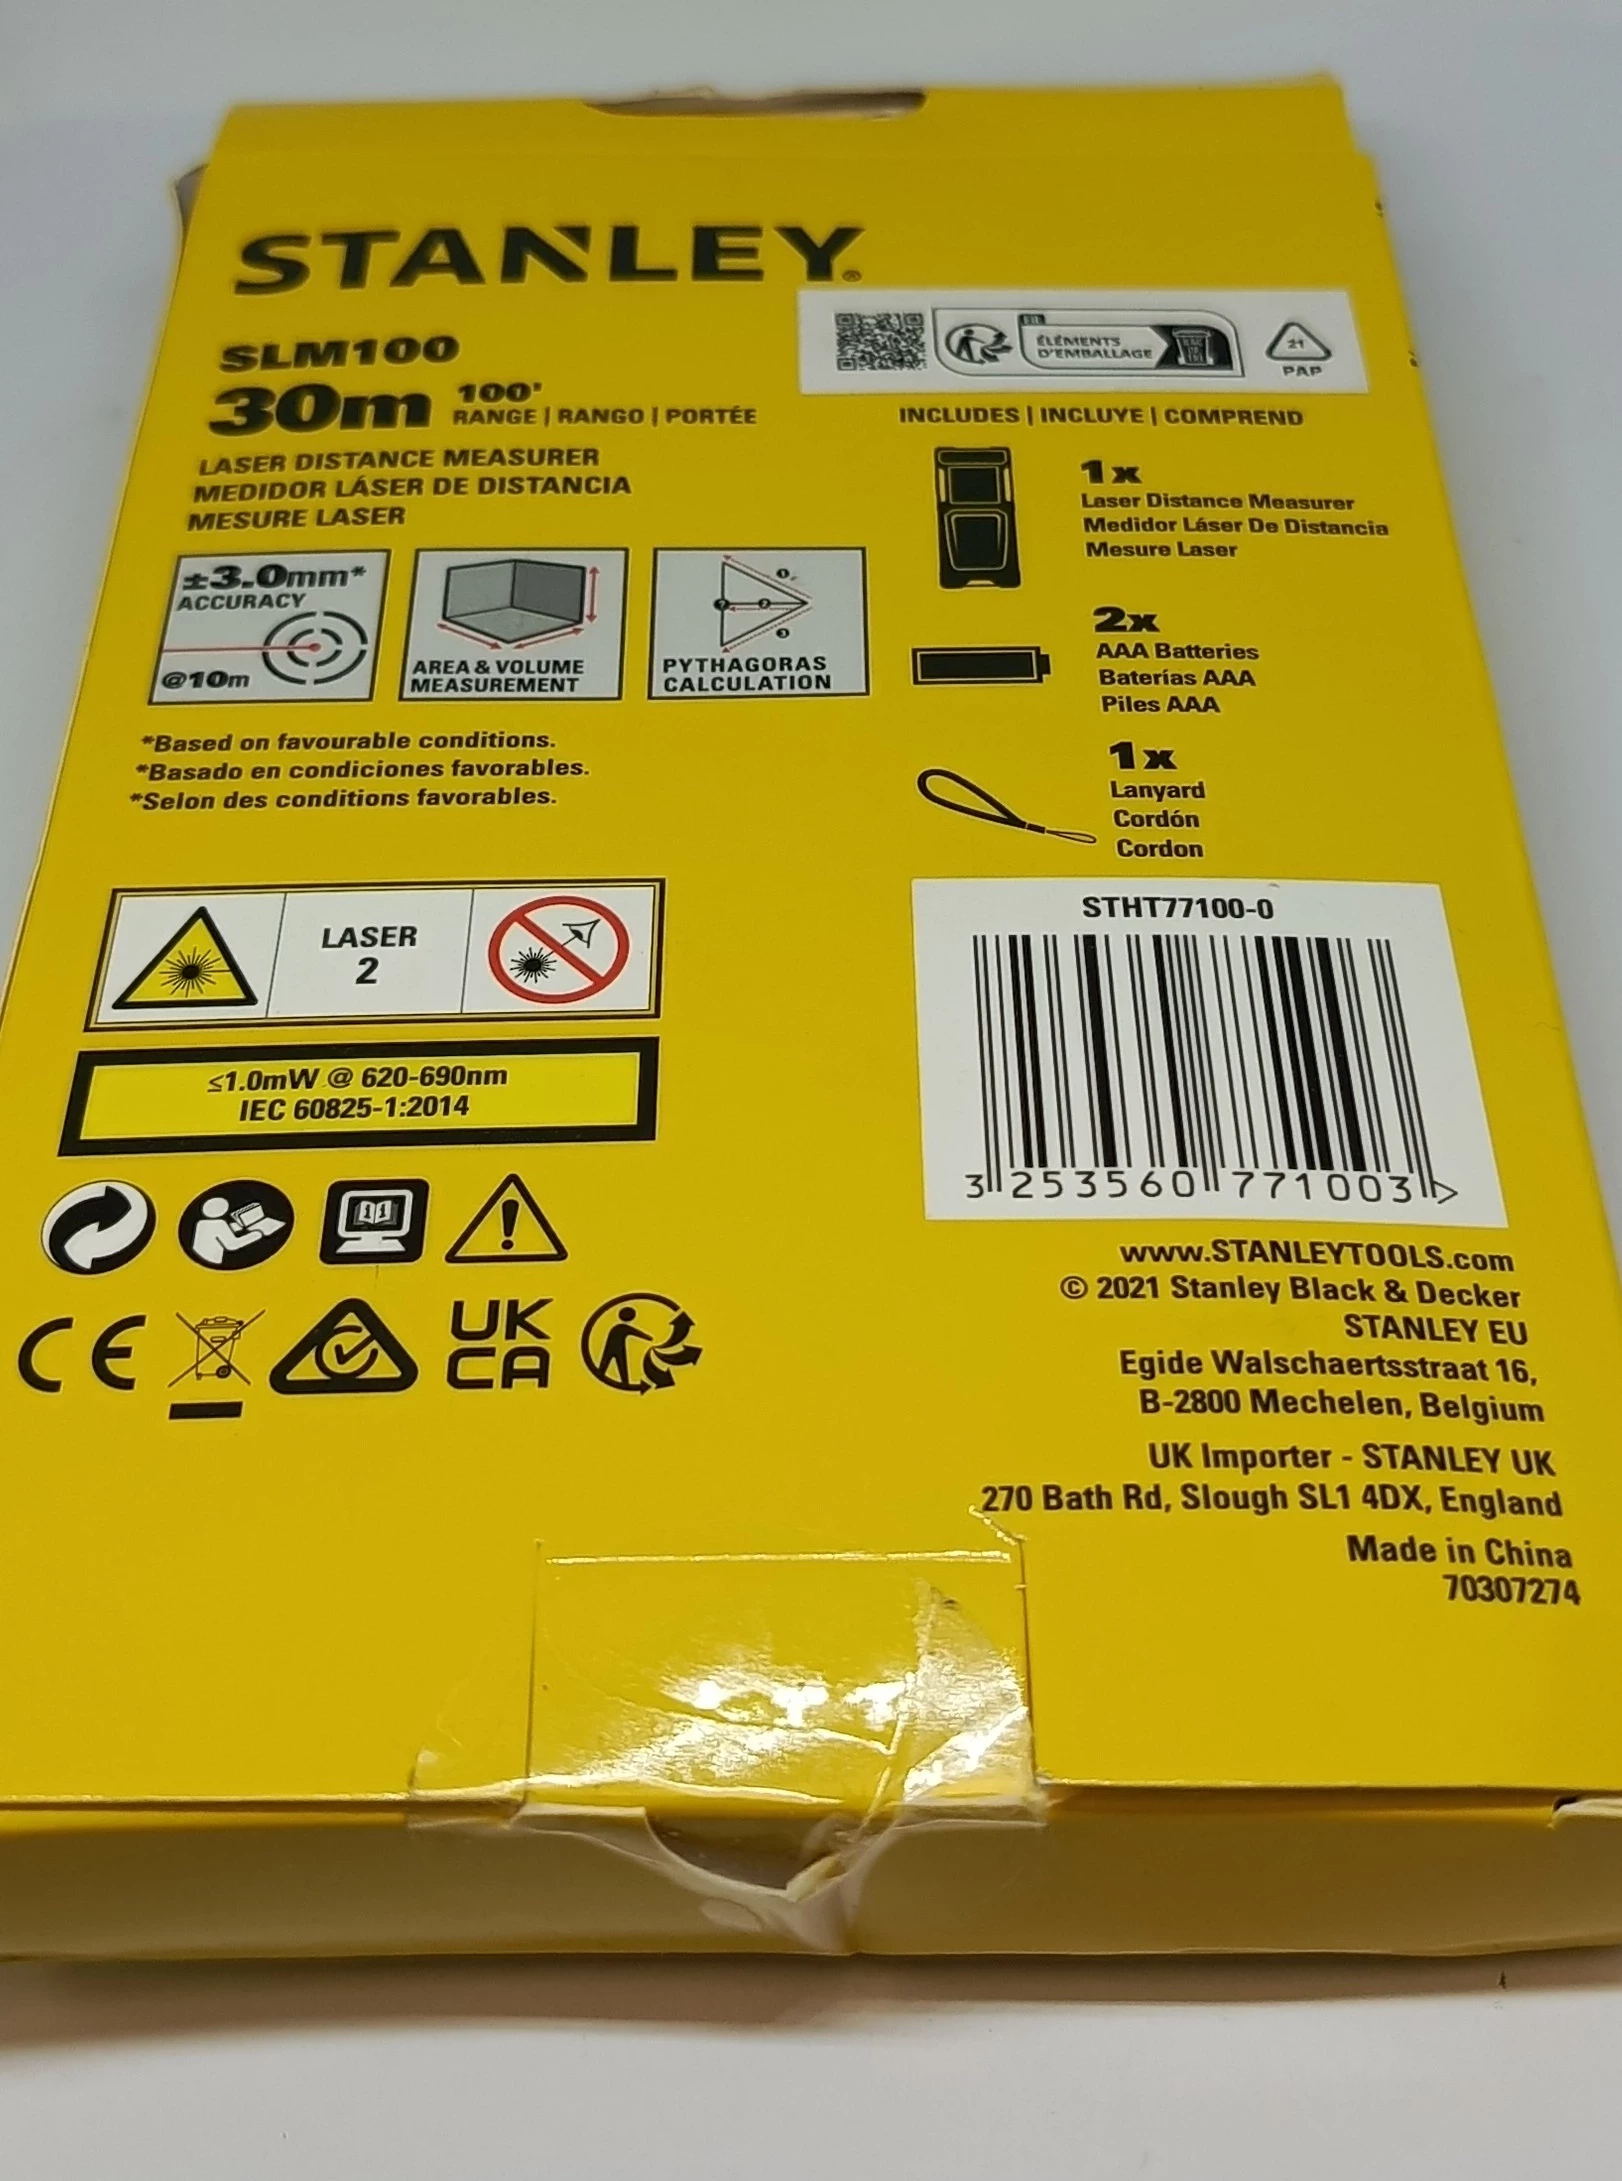 STANLEY®
SLM100
30m 100'
RANGE | RANGO | PORTÉE
LASER DISTANCE MEASURER
MEDIDOR LÁSER DE DISTANCIA
MESURE LASER
±3.0mm*
ACCURACY
@10m
AREA & VOLUME
MEASUREMENT
PYTHAGORAS
CALCULATION
*Based on favourable conditions.
*Basado en condiciones favorables.
*Selon des conditions favorables.
LASER
2
≤1.0mW @ 620-690nm
IEC 60825-1:2014
CE
UK
CA
FR
ÉLÉMENTS
D'EMBALLAGE
BAC
DE
TRI
21
PAP
INCLUDES | INCLUYE | COMPREND
1x
Laser Distance Measurer
Medidor Láser De Distancia
Mesure Laser
2x
AAA Batteries
Baterías AAA
Piles AAA
1x
Lanyard
Cordón
Cordon
STHT77100-0
3 253560 771003 >
www.STANLEYTOOLS.com
© 2021 Stanley Black & Decker
STANLEY EU
Egide Walschaertsstraat 16,
B-2800 Mechelen, Belgium
UK Importer - STANLEY UK
270 Bath Rd, Slough SL1 4DX, England
Made in China
70307274